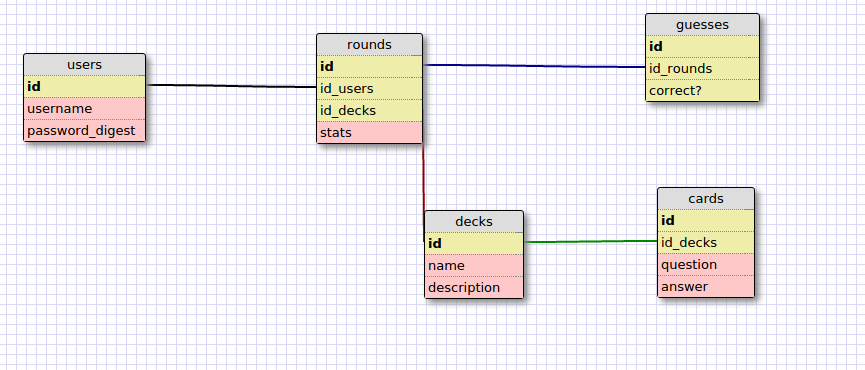 users
id
username
password_digest
rounds
id
id_users
id_decks
stats
guesses
id
id_rounds
correct?
decks
id
name
description
cards
id
id_decks
question
answer